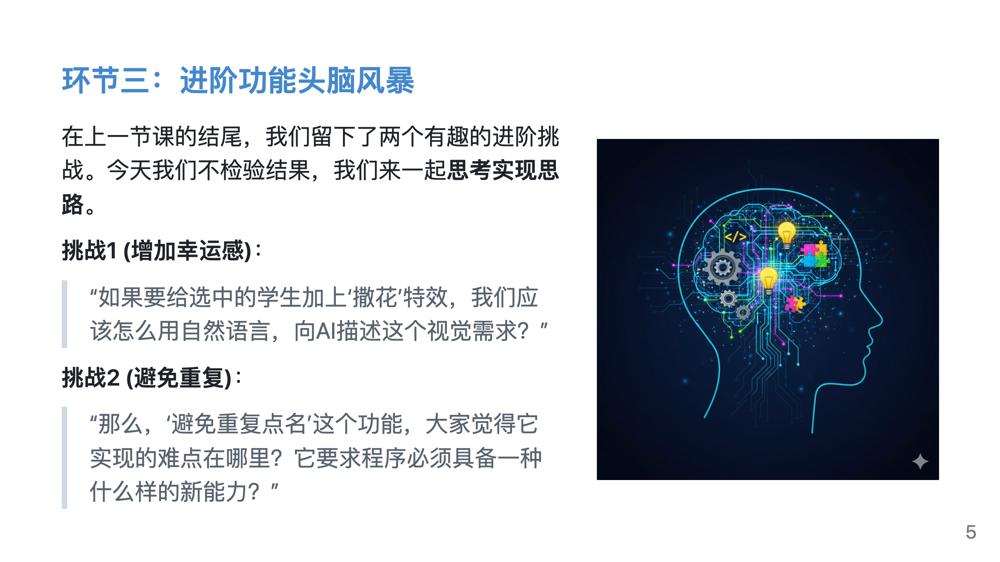 环节三：进阶功能头脑风暴
在上一节课的结尾，我们留下了两个有趣的进阶挑
战。今天我们不检验结果，我们来一起思考实现思
路。
挑战1 (增加幸运感)：
“如果要给选中的学生加上‘撒花’特效，我们应
该怎么用自然语言，向AI描述这个视觉需求？”
挑战2 (避免重复)：
“那么，‘避免重复点名’这个功能，大家觉得它
实现的难点在哪里？它要求程序必须具备一种
什么样的新能力？”
</>
5